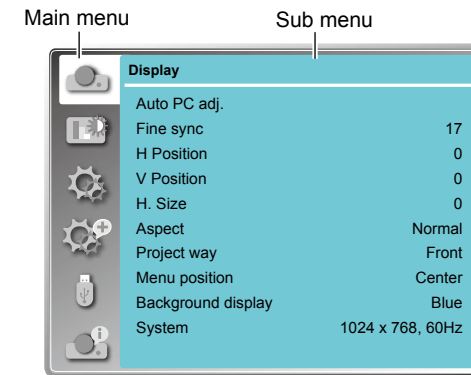 Main menu Sub menu
Display
Auto PC adj.
Fine sync 17
H Position 0
V Position 0
H. Size 0
Aspect Normal
Project way Front
Menu position Center
Background display Blue
System 1024 x 768, 60Hz